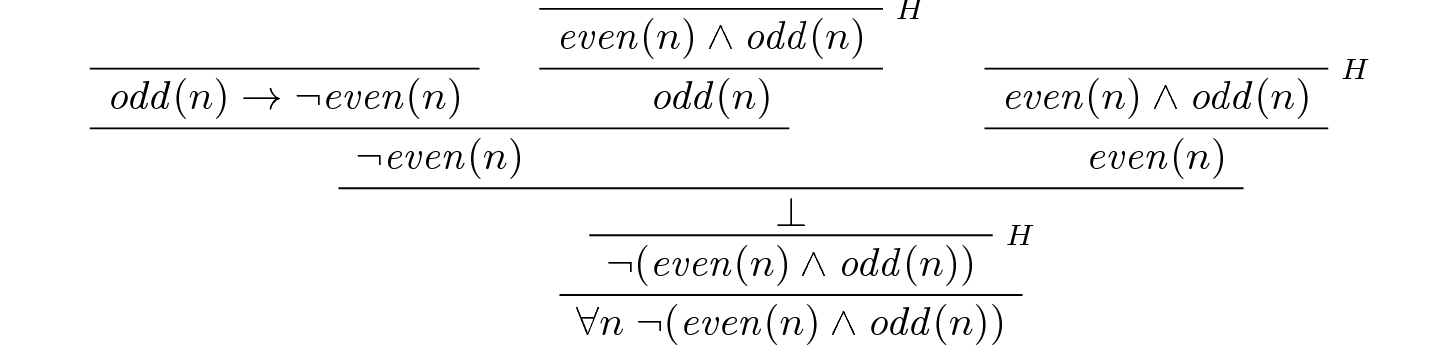 H
even(n) ∧ odd(n) H
odd(n) → ¬even(n) odd(n) even(n) ∧ odd(n)
¬even(n) even(n)
⊥
H
¬(even(n) ∧ odd(n))
∀n ¬(even(n) ∧ odd(n))